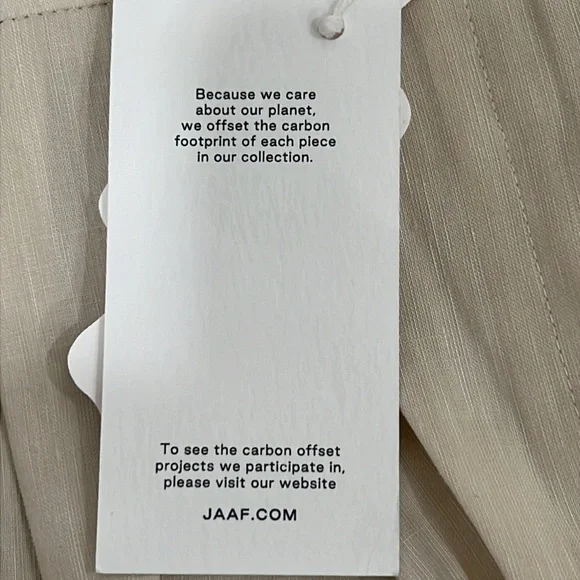 Because we care
about our planet,
we offset the carbon
footprint of each piece
in our collection.
To see the carbon offset
projects we participate in,
please visit our website
JAAF.COM